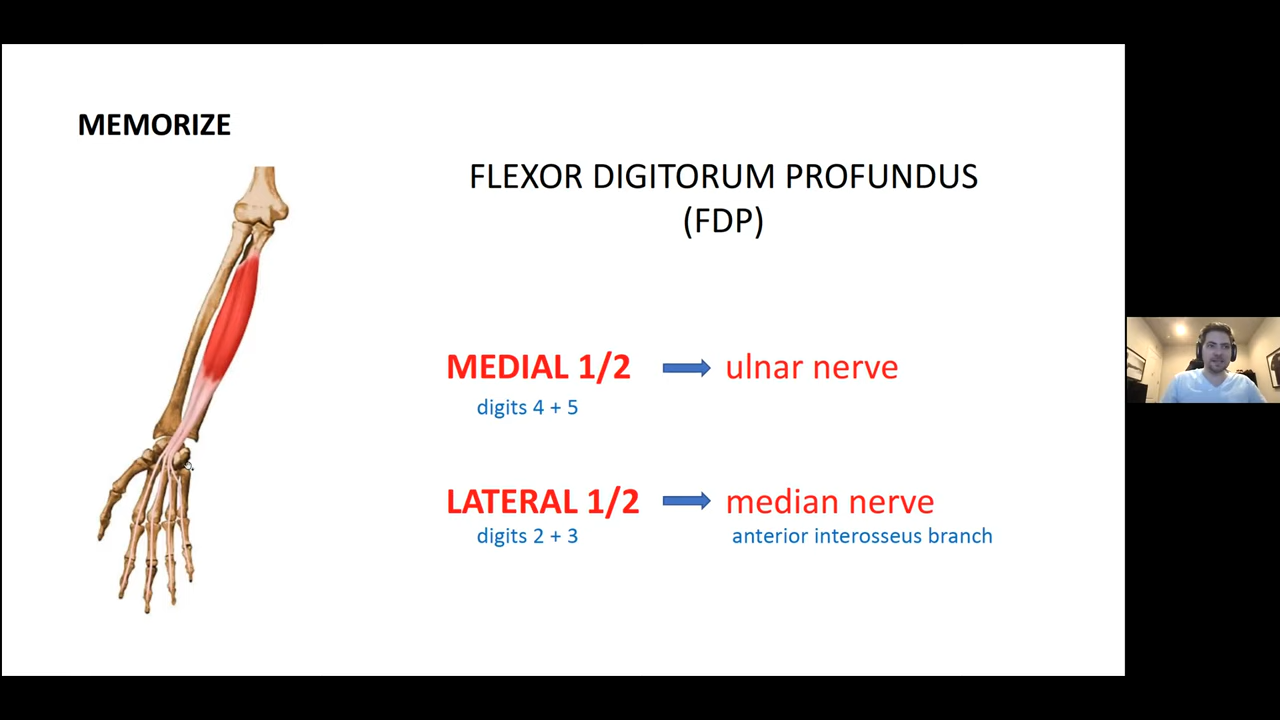 MEMORIZE
FLEXOR DIGITORUM PROFUNDUS
(FDP)
MEDIAL 1/2 ulnar nerve
digits 4 + 5
LATERAL 1/2 median nerve
digits 2 + 3 anterior interosseus branch